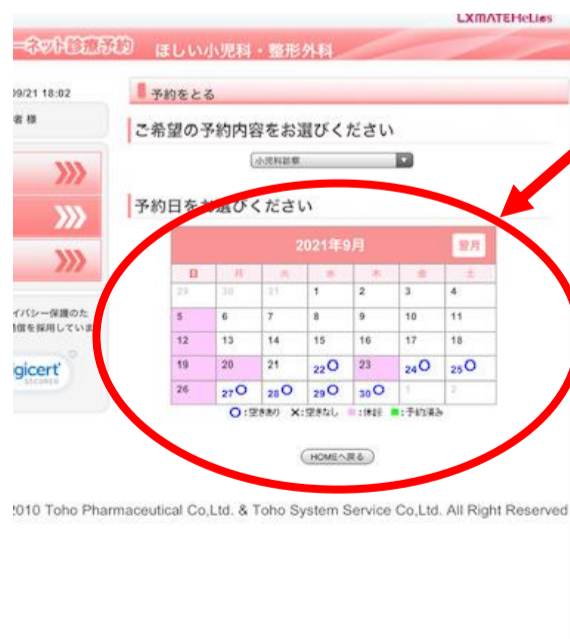 LXMATEHeLios
ーネット診療予約 ほしい小児科・整形外科
09/21 18:02
予約をとる
者 様
ご希望の予約内容をお選びください
小児科診察
予約日をお選びください
2021年9月 翌月
日 月 火 水 木 金 土
29 30 31 1 2 3 4
5 6 7 8 9 10 11
12 13 14 15 16 17 18
19 20 21 22○ 23 24○ 25○
26 27○ 28○ 29○ 30○ 1 2
○:空きあり ×:空きなし :休診 :予約済み
イバシー保護のた
信を採用していま
gicert
SECURED
HOMEへ戻る
2010 Toho Pharmaceutical Co,Ltd. & Toho System Service Co,Ltd. All Right Reserved